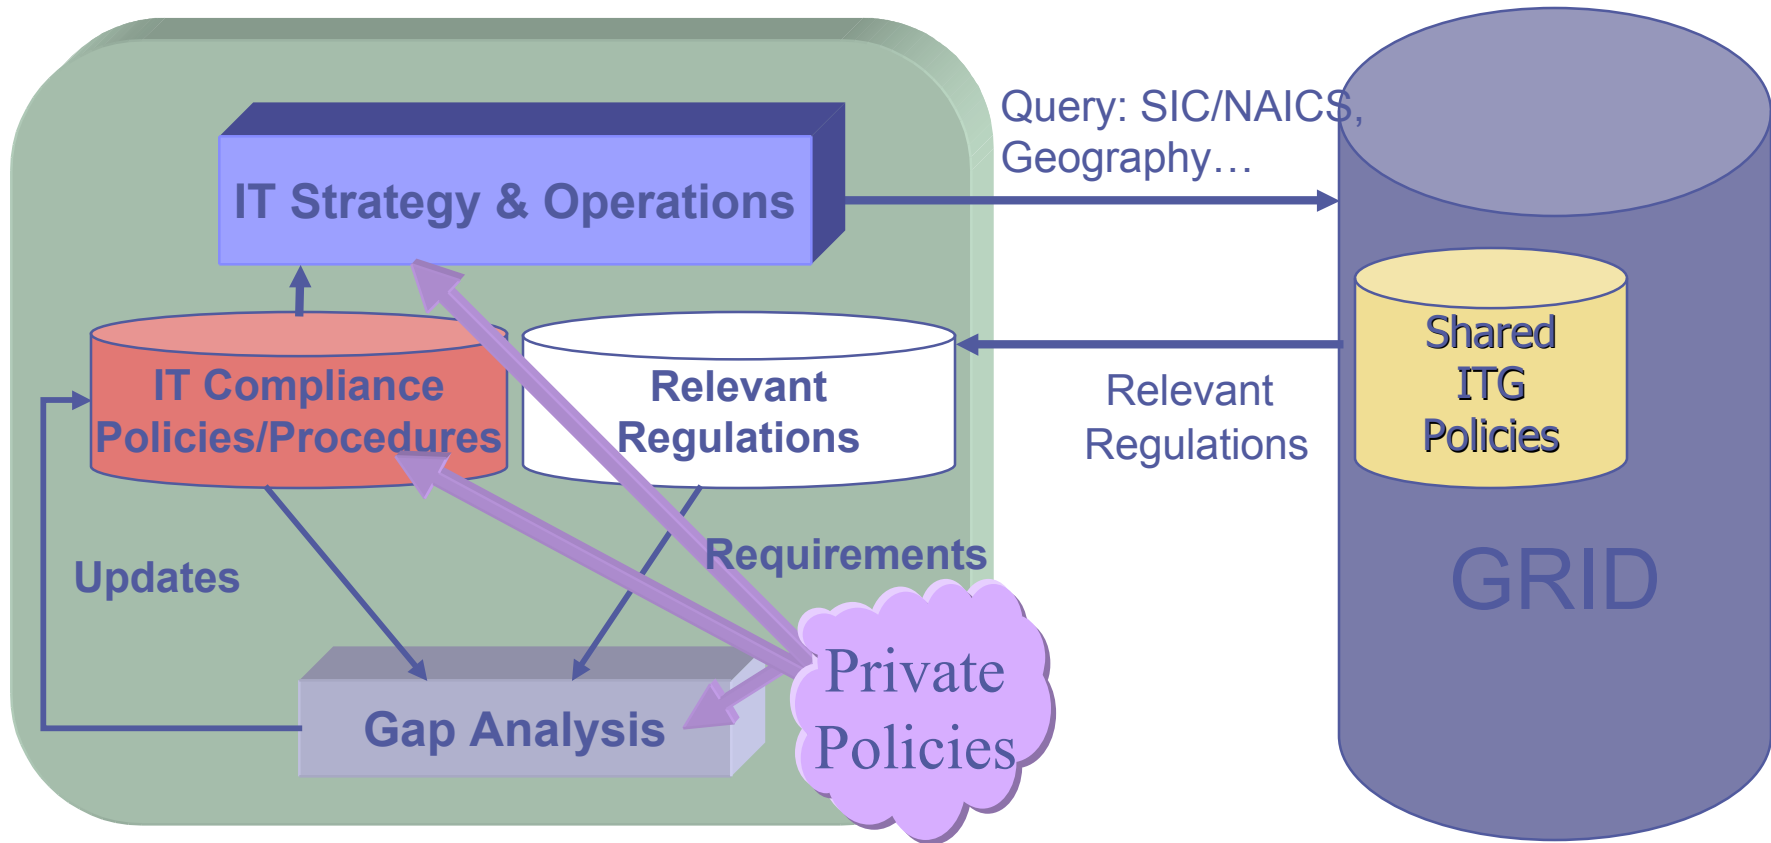 Query: SIC/NAICS,
Geography…
IT Strategy & Operations
IT Compliance
Policies/Procedures
Relevant
Regulations
Relevant
Regulations
Shared
ITG
Policies
Updates
Requirements
GRID
Gap Analysis
Private
Policies